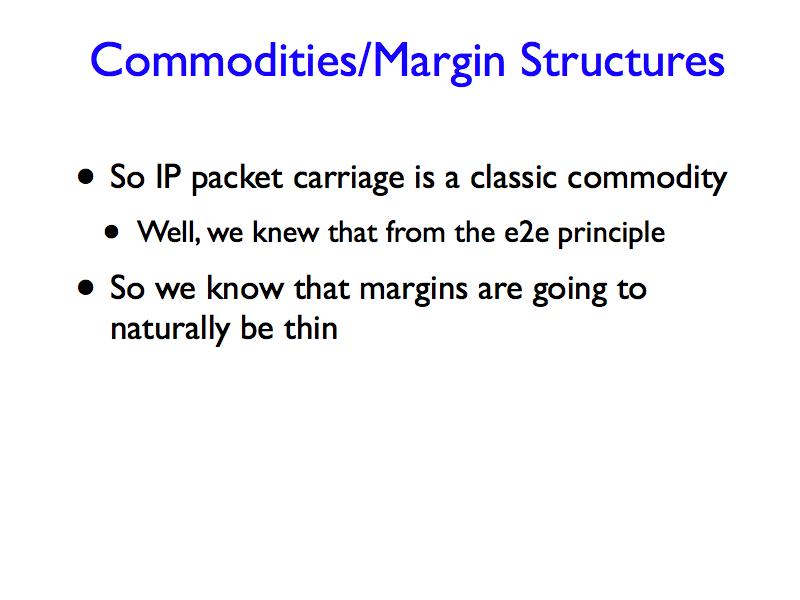 Commodities/Margin Structures
• So IP packet carriage is a classic commodity
• Well, we knew that from the e2e principle
• So we know that margins are going to
naturally be thin